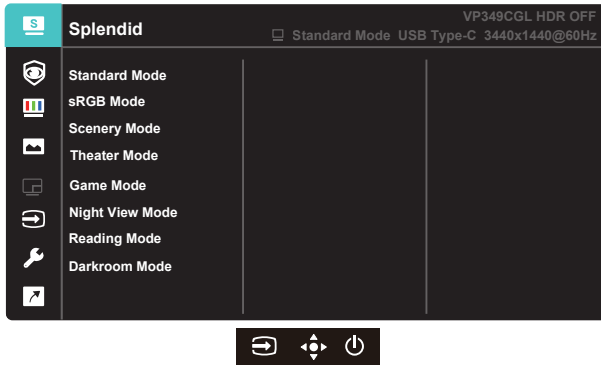 S
Splendid
VP349CGL HDR OFF
Standard Mode USB Type-C 3440x1440@60Hz
Standard Mode
sRGB Mode
Scenery Mode
Theater Mode
Game Mode
Night View Mode
Reading Mode
Darkroom Mode